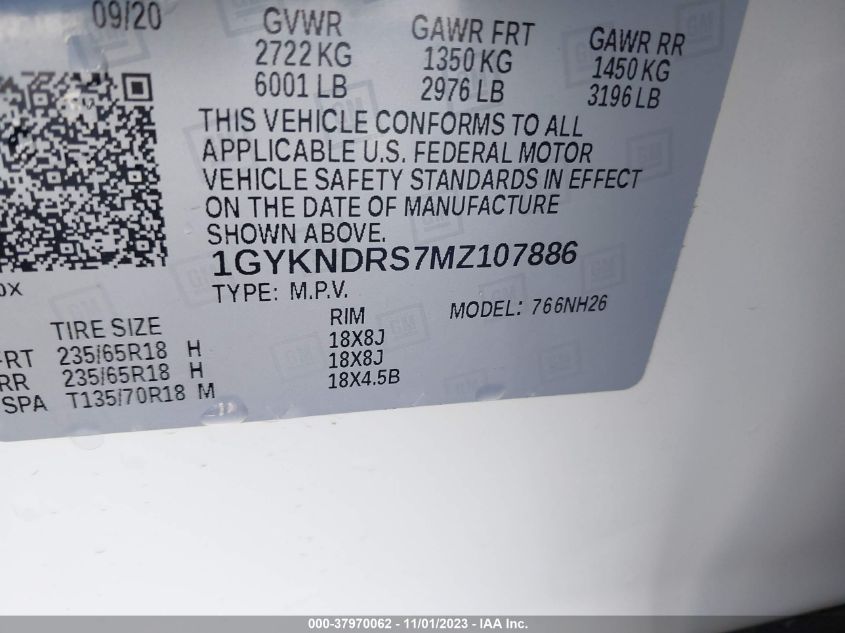 09/20 GVWR GAWR FRT GAWR RR
2722 KG 1350 KG 1450 KG
6001 LB 2976 LB 3196 LB
THIS VEHICLE CONFORMS TO ALL
APPLICABLE U.S. FEDERAL MOTOR
VEHICLE SAFETY STANDARDS IN EFFECT
ON THE DATE OF MANUFACTURE
SHOWN ABOVE.
1GYKNDRS7MZ107886
TYPE: M.P.V. MODEL: 766NH26
TIRE SIZE RIM
RT 235/65R18 H 18X8J
RR 235/65R18 H 18X8J
SPA T135/70R18 M 18X4.5B
000-37970062 - 11/01/2023 - IAA Inc.